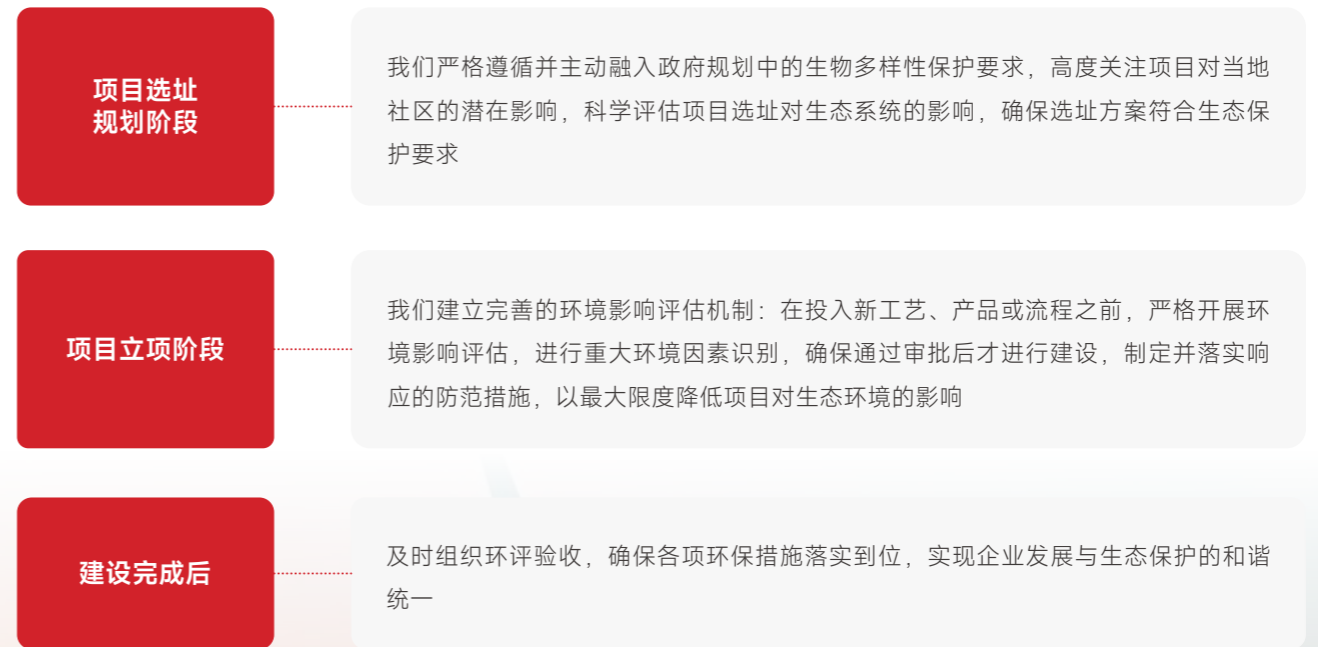 项目选址
规划阶段
我们严格遵循并主动融入政府规划中的生物多样性保护要求，高度关注项目对当地
社区的潜在影响，科学评估项目选址对生态系统的影响，确保选址方案符合生态保
护要求
项目立项阶段
我们建立完善的环境影响评估机制：在投入新工艺、产品或流程之前，严格开展环
境影响评估，进行重大环境因素识别，确保通过审批后才进行建设，制定并落实响
应的防范措施，以最大限度降低项目对生态环境的影响
建设完成后
及时组织环评验收，确保各项环保措施落实到位，实现企业发展与生态保护的和谐
统一